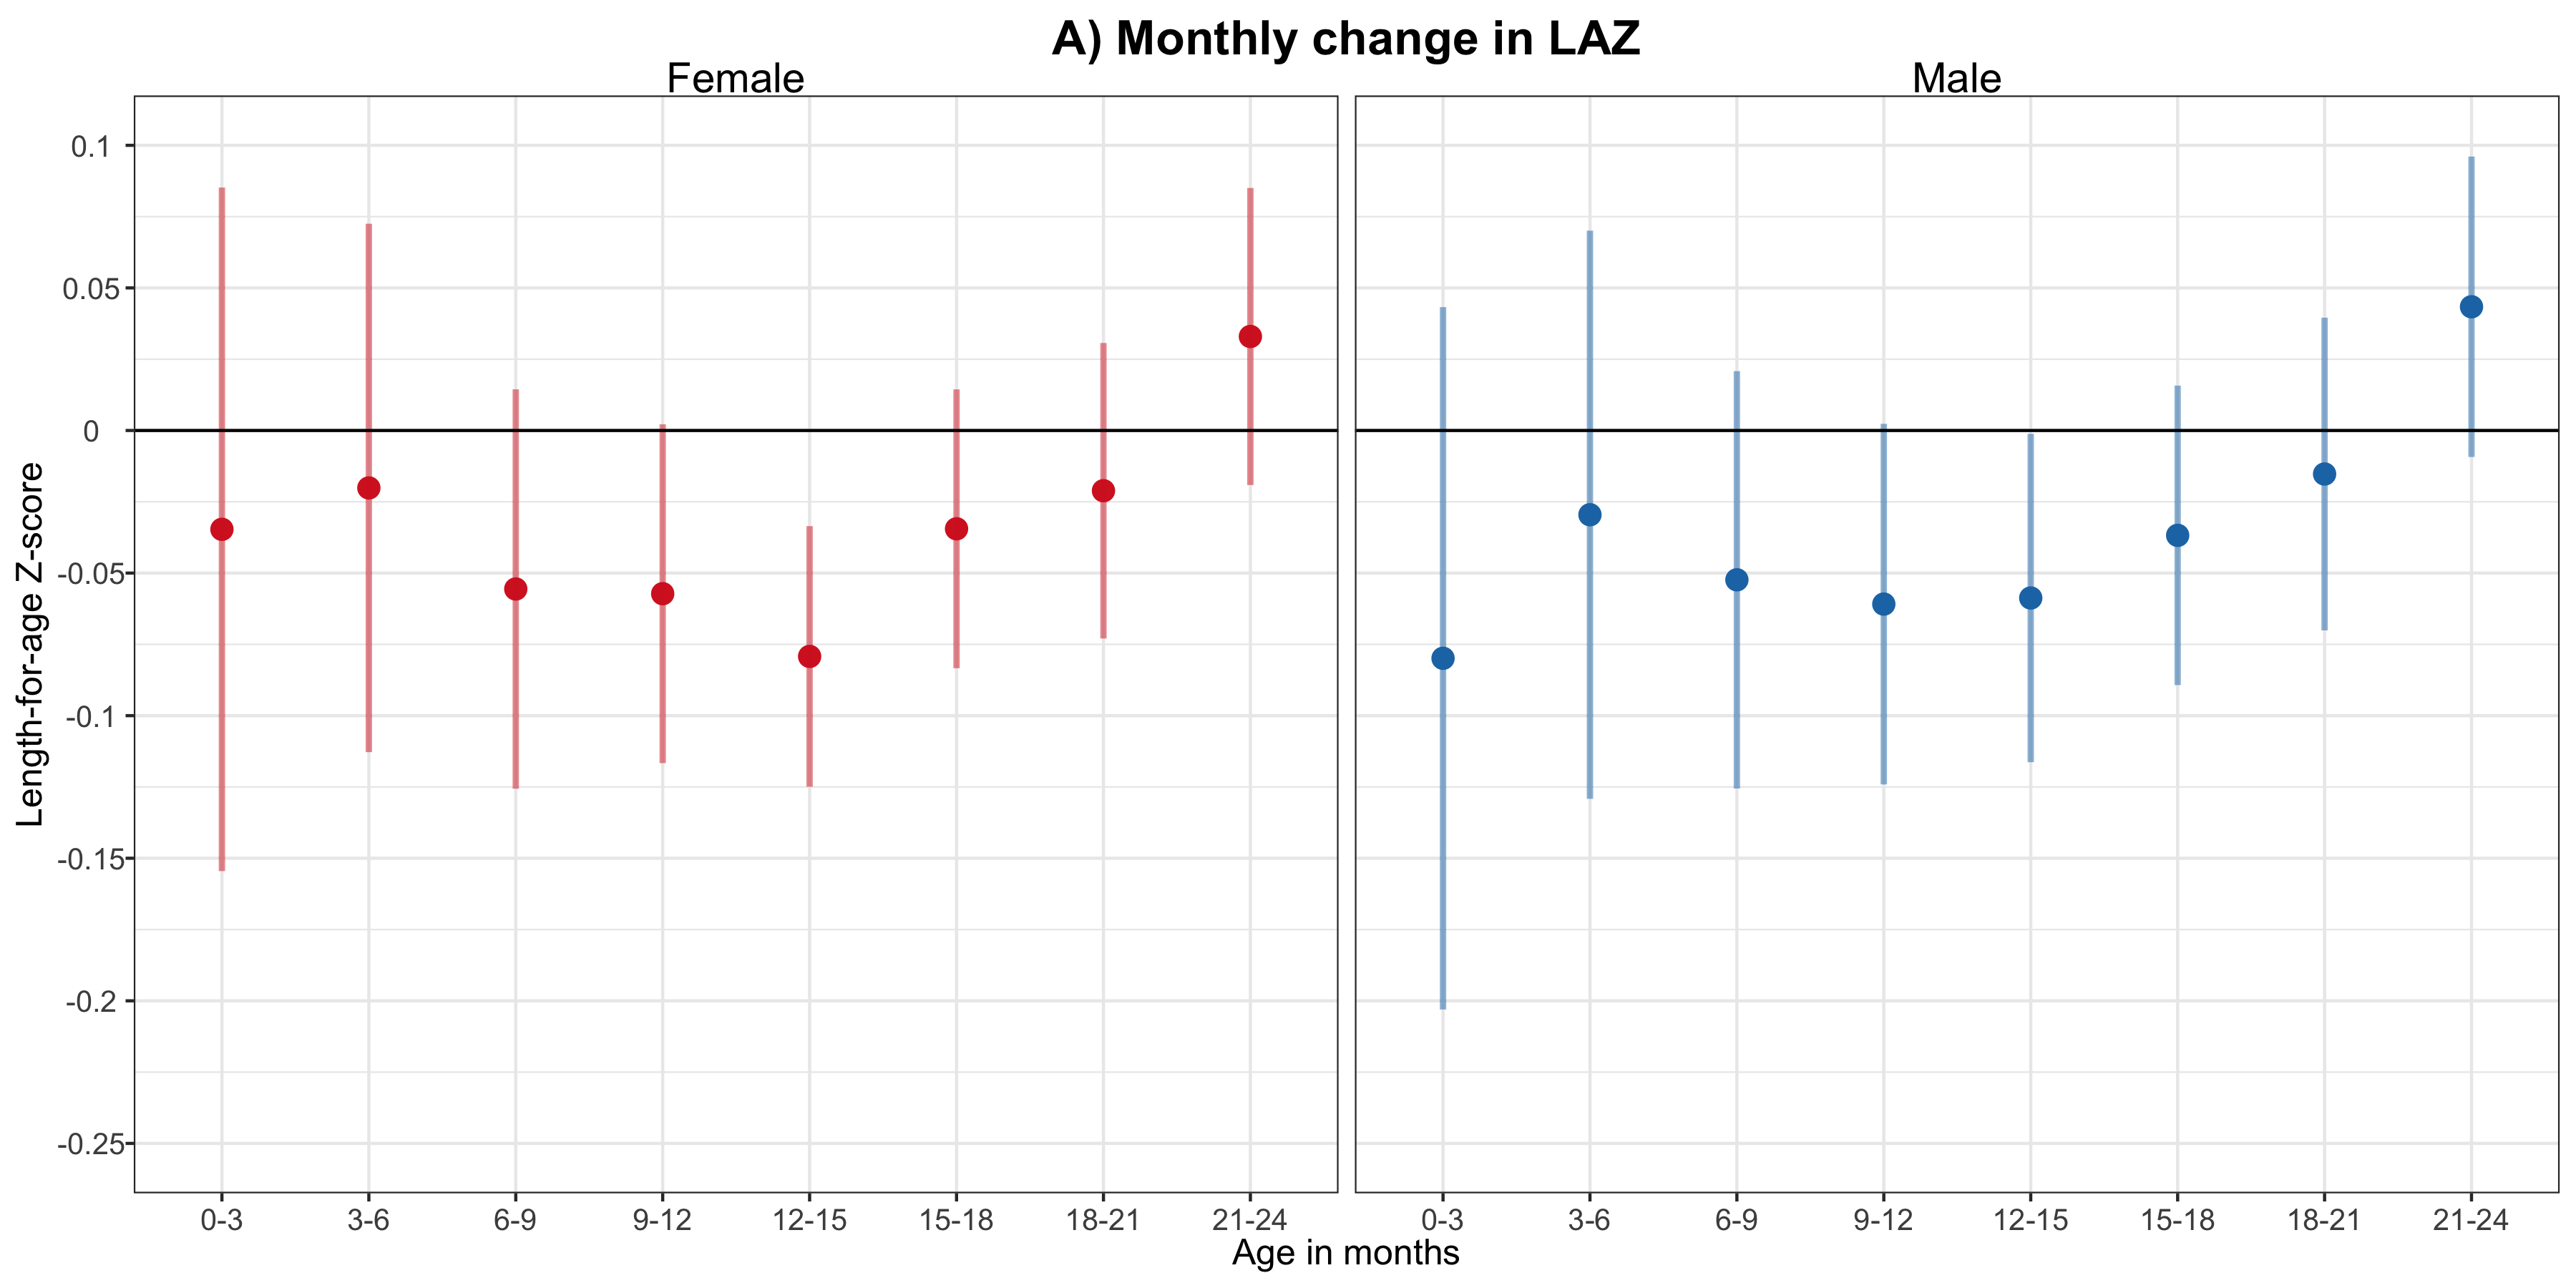 A) Monthly change in LAZ
Female
Male
Length-for-age Z-score
0.1
0.05
0
-0.05
-0.1
-0.15
-0.2
-0.25
0-3 3-6 6-9 9-12 12-15 15-18 18-21 21-24
0-3 3-6 6-9 9-12 12-15 15-18 18-21 21-24
Age in months